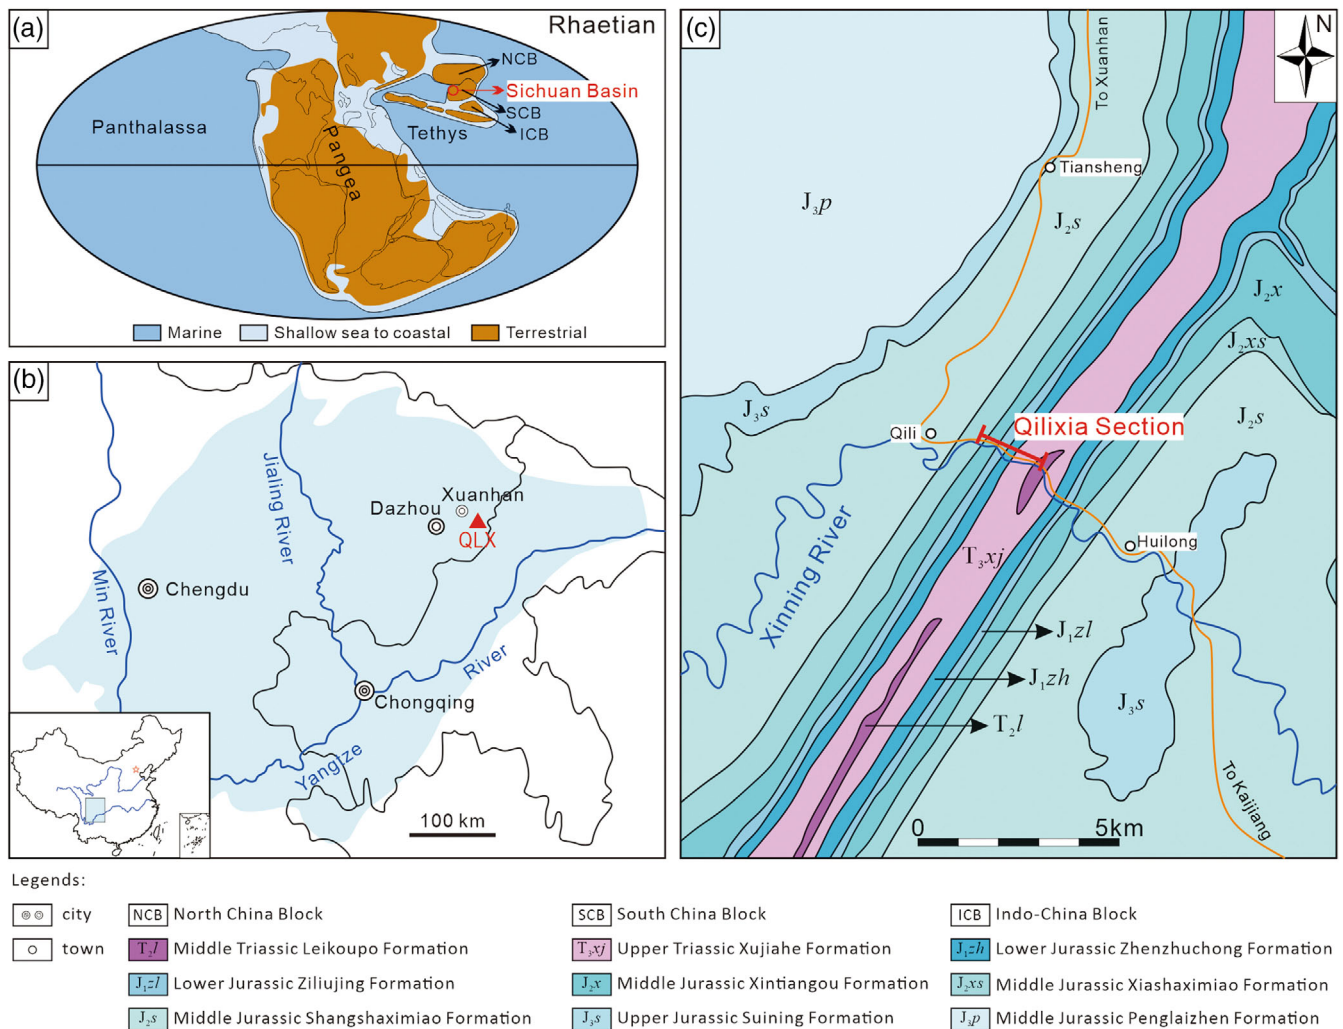 (a)
Rhaetian
NCB
Sichuan Basin
SCB
ICB
Panthalassa
Pangea
Tethys
Marine
Shallow sea to coastal
Terrestrial
(b)
Jialing River
Min River
Xuanhan
Dazhou
QLX
Chengdu
Chongqing
Yangtze
River
100 km
(c)
N
To Xuanhan
Tiansheng
J₃p
J₂s
J₂x
J₂xs
J₃s
J₂s
Qili
Qilixia Section
Xinning River
Huilong
T₃xj
J₁zl
J₁zh
J₃s
T₂l
To Kaijiang
0
5km
Legends:
city
NCB North China Block
SCB South China Block
ICB Indo-China Block
town
T₂l Middle Triassic Leikoupo Formation
T₃xj Upper Triassic Xujiahe Formation
J₁zh Lower Jurassic Zhenzhuchong Formation
J₁zl Lower Jurassic Ziliujing Formation
J₂x Middle Jurassic Xintiangou Formation
J₂xs Middle Jurassic Xiashaximiao Formation
J₂s Middle Jurassic Shangshaximiao Formation
J₃s Upper Jurassic Suining Formation
J₃p Middle Jurassic Penglaizhen Formation